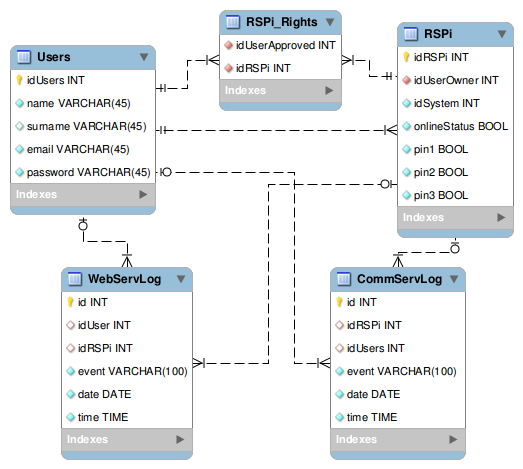 RSPi_Rights
idUserApproved INT
idRSPi INT
Indexes
RSPi
idRSPi INT
idUserOwner INT
idSystem INT
onlineStatus BOOL
pin1 BOOL
pin2 BOOL
pin3 BOOL
Indexes
Users
idUsers INT
name VARCHAR(45)
surname VARCHAR(45)
email VARCHAR(45)
password VARCHAR(45)
Indexes
WebServLog
id INT
idUser INT
idRSPi INT
event VARCHAR(100)
date DATE
time TIME
Indexes
CommServLog
id INT
idRSPi INT
idUsers INT
event VARCHAR(100)
date DATE
time TIME
Indexes